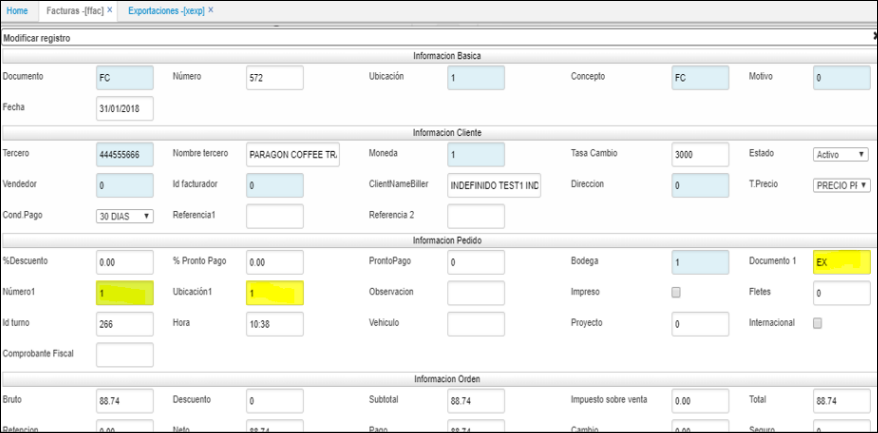 Home Facturas -[ffac] × Exportaciones -[xexp] ×
Modificar registro ×
Informacion Basica
Documento FC Número 572 Ubicación 1 Concepto FC Motivo 0
Fecha 31/01/2018
Informacion Cliente
Tercero 444555666 Nombre tercero PARAGON COFFEE TR Moneda 1 Tasa Cambio 3000 Estado Activo
Vendedor 0 Id facturador 0 ClientNameBiller INDEFINIDO TEST1 IND Direccion 0 T.Precio PRECIO
Cond.Pago 30 DIAS Referencia1 Referencia 2
Informacion Pedido
%Descuento 0.00 % Pronto Pago 0.00 ProntoPago 0 Bodega 1 Documento 1 EX
Número1 1 Ubicación1 1 Observacion Impreso Fletes 0
Id turno 266 Hora 10:38 Vehiculo Proyecto 0 Internacional
Comprobante Fiscal
Informacion Orden
Bruto 88.74 Descuento 0 Subtotal 88.74 Impuesto sobre venta 0.00 Total 88.74
Retencion 0.00 Neto 88.74 Pago 88.74 Cambio 0.00 Seguro 0